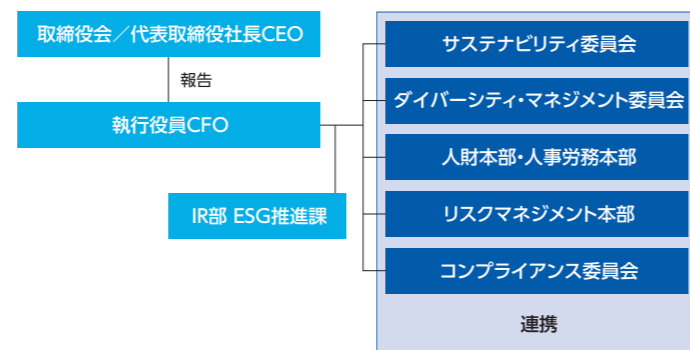 取締役会／代表取締役社長CEO
報告
執行役員CFO
IR部 ESG推進課
サステナビリティ委員会
ダイバーシティ・マネジメント委員会
人財本部・人事労務本部
リスクマネジメント本部
コンプライアンス委員会
連携